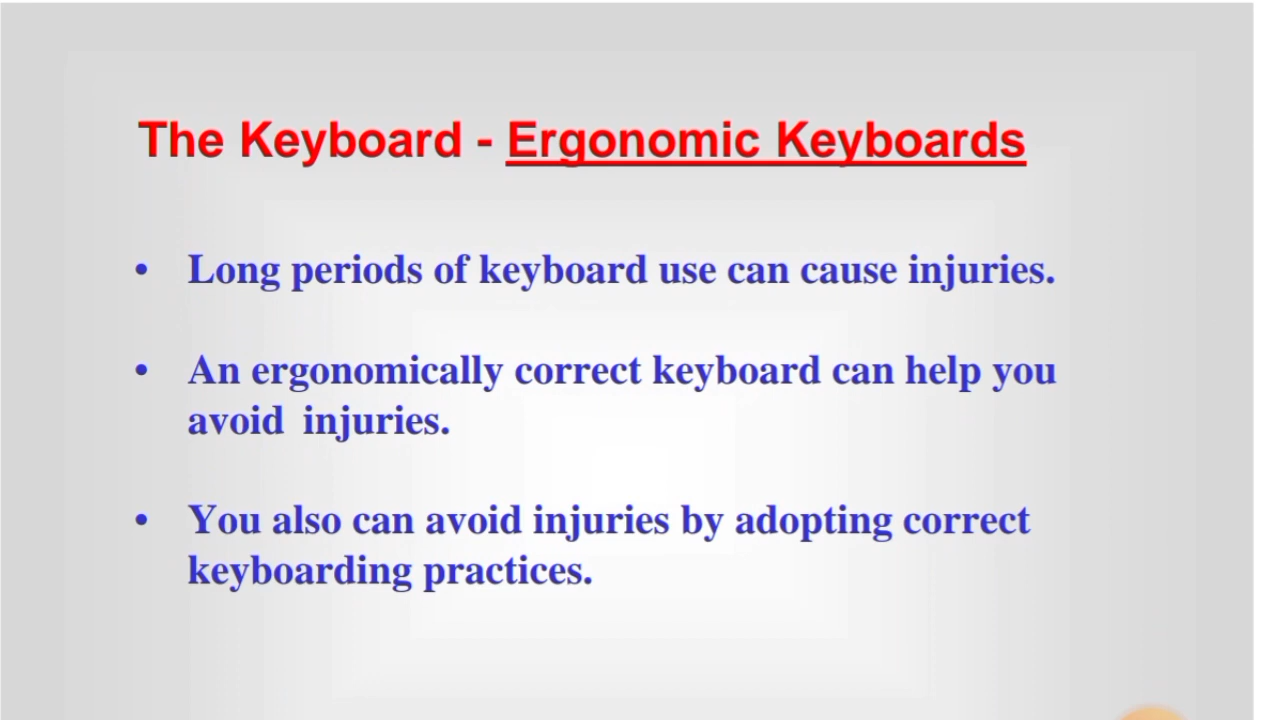 The Keyboard - Ergonomic Keyboards
• Long periods of keyboard use can cause injuries.
• An ergonomically correct keyboard can help you
avoid injuries.
• You also can avoid injuries by adopting correct
keyboarding practices.